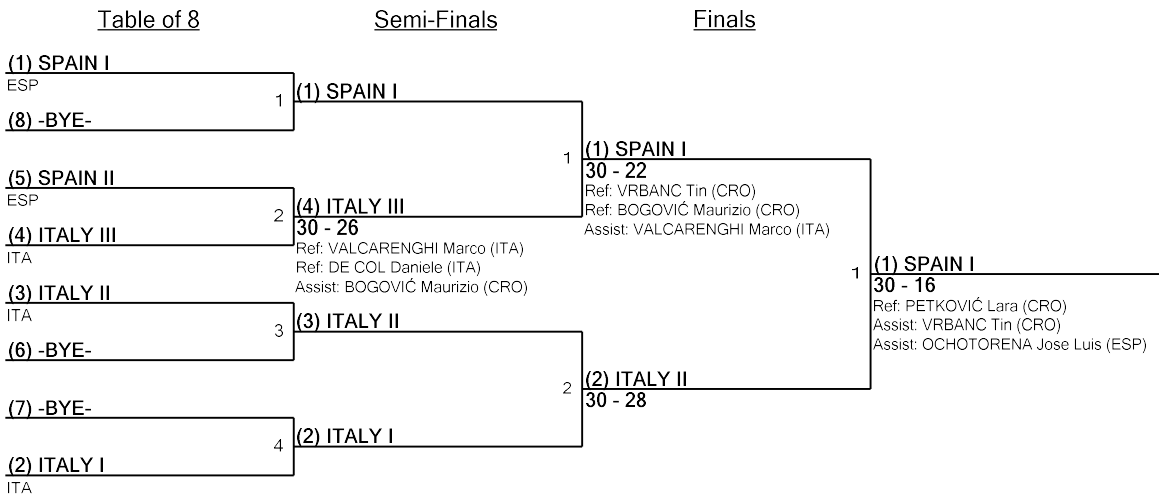 Table of 8
Semi-Finals
Finals
(1) SPAIN I
ESP
(8) -BYE-
1
(5) SPAIN II
ESP
(4) ITALY III
ITA
2
(3) ITALY II
ITA
(6) -BYE-
3
(7) -BYE-
(2) ITALY I
ITA
4
(1) SPAIN I
(4) ITALY III
30 - 26
Ref: VALCARENGHI Marco (ITA)
Ref: DE COL Daniele (ITA)
Assist: BOGOVIĆ Maurizio (CRO)
1
(3) ITALY II
(2) ITALY I
2
(1) SPAIN I
30 - 22
Ref: VRBANC Tin (CRO)
Ref: BOGOVIĆ Maurizio (CRO)
Assist: VALCARENGHI Marco (ITA)
(2) ITALY II
30 - 28
1
(1) SPAIN I
30 - 16
Ref: PETKOVIĆ Lara (CRO)
Assist: VRBANC Tin (CRO)
Assist: OCHOTORENA Jose Luis (ESP)